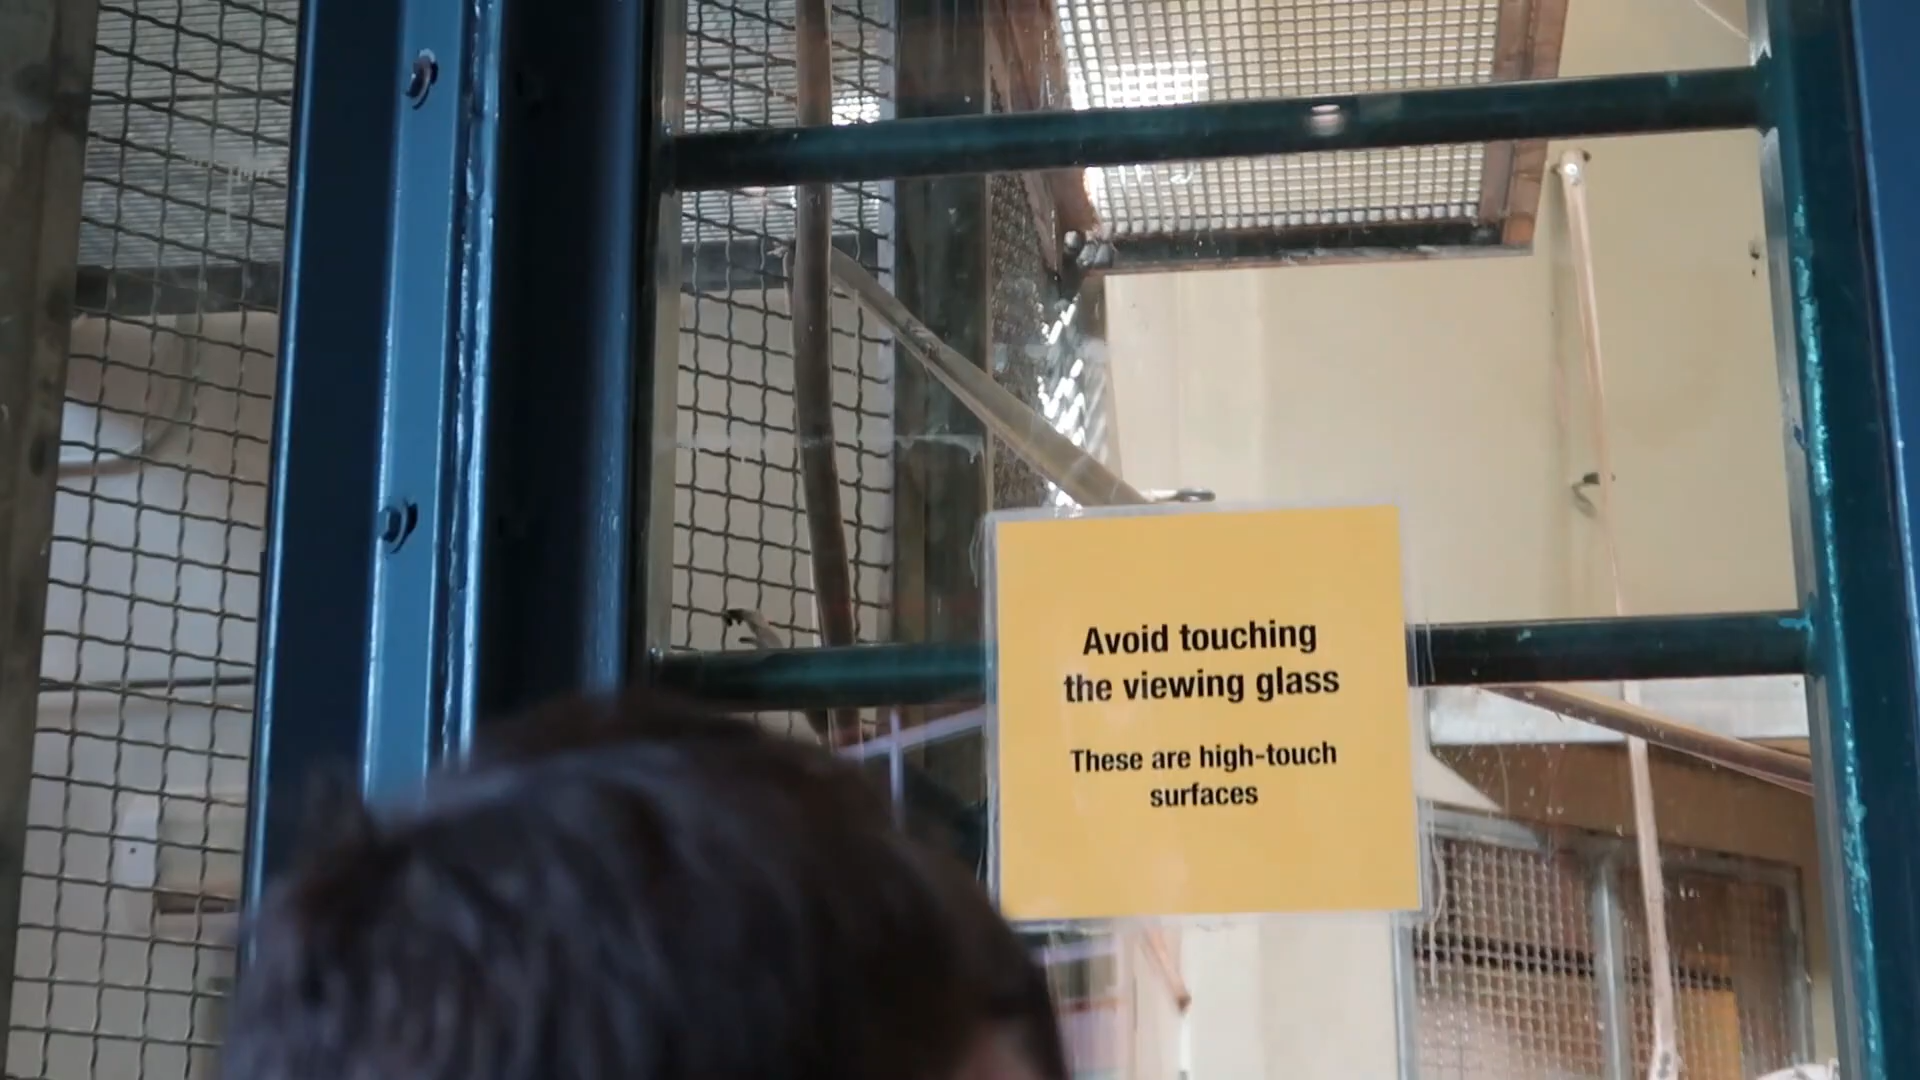 Avoid touching
the viewing glass
These are high-touch
surfaces